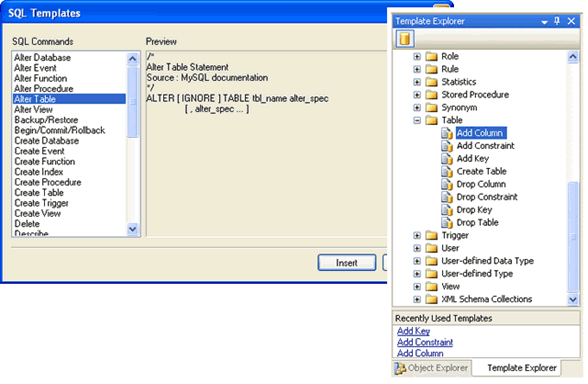 SQL Templates
SQL Commands
Alter Database
Alter Event
Alter Function
Alter Procedure
Alter Table
Alter View
Backup/Restore
Begin/Commit/Rollback
Create Database
Create Event
Create Function
Create Index
Create Procedure
Create Table
Create Trigger
Create View
Delete
Describe
Preview
/*
Alter Table Statement
Source : MySQL documentation
*/
ALTER [ IGNORE ] TABLE tbl_name alter_spec
[ , alter_spec ... ]
Insert
Template Explorer
Role
Rule
Statistics
Stored Procedure
Synonym
Table
Add Column
Add Constraint
Add Key
Create Table
Drop Column
Drop Constraint
Drop Key
Drop Table
Trigger
User
User-defined Data Type
User-defined Type
View
XML Schema Collections
Recently Used Templates
Add Key
Add Constraint
Add Column
Object Explorer
Template Explorer